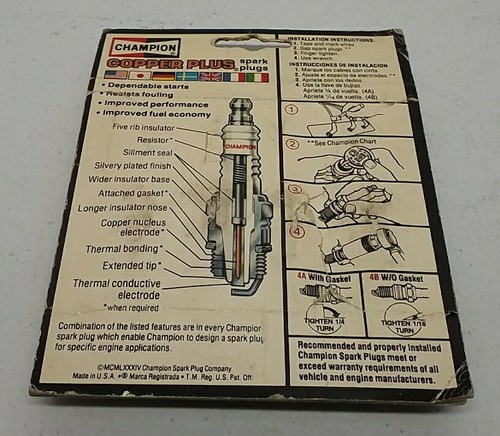 CHAMPION
COPPER PLUS spark plugs
• Dependable starts
• Resists fouling
• Improved performance
• Improved fuel economy
Five rib insulator
Resistor*
Sillment seal
Silvery plated finish
Wider insulator base
Attached gasket*
Longer insulator nose
Copper nucleus
electrode*
Thermal bonding*
Extended tip*
Thermal conductive
electrode
*when required
CHAMPION
Combination of the listed features are in every Champion
spark plug which enable Champion to design a spark plug
for specific engine applications.
©MCMLXXXIV Champion Spark Plug Company
Made in U.S.A. •® Marca Registrada • T.M. Reg. U.S. Pat. Off.
INSTALLATION INSTRUCTIONS:
1. Tape and mark wires.
2. Gap spark plugs.**
3. Finger tighten.
4. Use wrench.
INSTRUCCIONES DE INSTALACION
1. Marque los cables con cinta.
2. Ajuste el espacio de electrodes.**
3. Apriete con los dedos.
4. Use la llave de bujias.
Apriete ¼ de vuelta. (4A)
Apriete 1/16 de vuelta. (4B)
1
2
**See Champion Chart
3
4
4A With Gasket
TIGHTEN 1/4
TURN
4B W/O Gasket
TIGHTEN 1/16
TURN
Recommended and properly installed
Champion Spark Plugs meet or
exceed warranty requirements of all
vehicle and engine manufacturers.